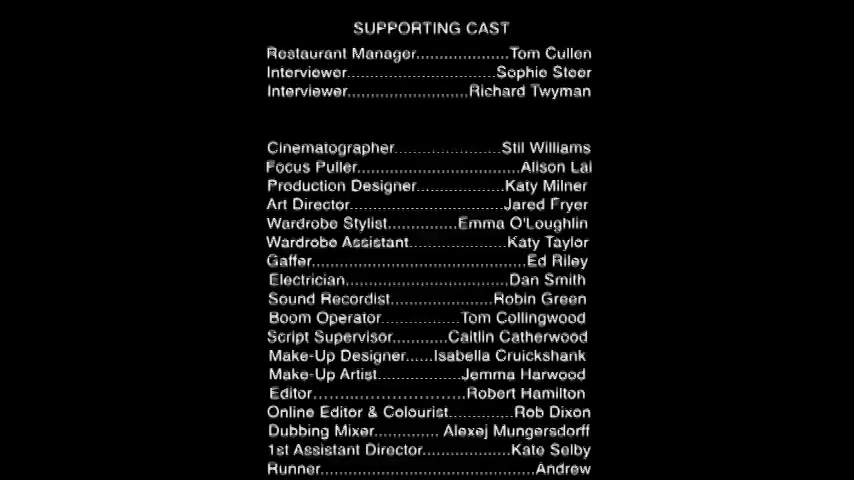 SUPPORTING CAST
Restaurant Manager....................Tom Cullen
Interviewer................................Sophie Steer
Interviewer..........................Richard Twyman
Cinematographer.......................Stil Williams
Focus Puller...................................Alison Lai
Production Designer...................Katy Milner
Art Director.................................Jared Fryer
Wardrobe Stylist...............Emma O'Loughlin
Wardrobe Assistant.....................Katy Taylor
Gaffer..............................................Ed Riley
Electrician...................................Dan Smith
Sound Recordist......................Robin Green
Boom Operator.................Tom Collingwood
Script Supervisor............Caitlin Catherwood
Make-Up Designer......Isabella Cruickshank
Make-Up Artist..................Jemma Harwood
Editor.................................Robert Hamilton
Online Editor & Colourist..............Rob Dixon
Dubbing Mixer.............. Alexej Mungersdorff
1st Assistant Director...................Kate Selby
Runner..............................................Andrew